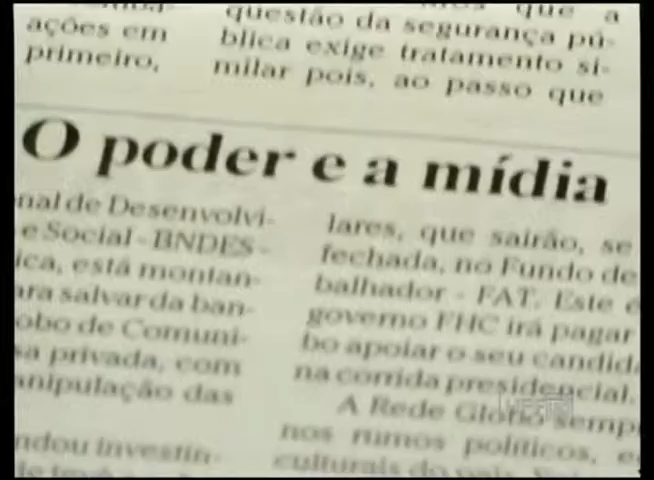 ações em
primeiro,
que a
questão da segurança pú-
blica exige tratamento si-
milar pois, ao passo que
O poder e a mídia
nal de Desenvolvi-
e Social - BNDES -
ica, está montan-
ara salvar da ban-
obo de Comuni-
sa privada, com
anipulação das
ndou investin-
lares, que sairão, se
fechada, no Fundo de
balhador - FAT. Este é
governo FHC irá pagar
bo apoiar o seu candida
na corrida presidencial.
A Rede Globo semp
nos rumos políticos, e
culturais do país.